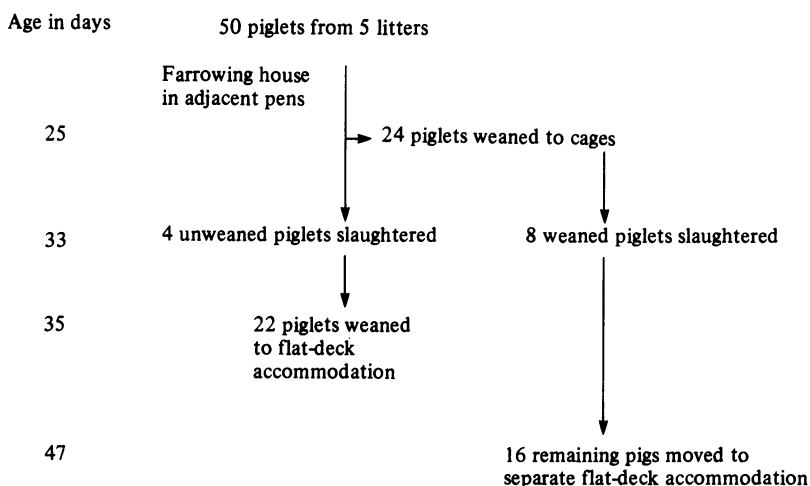 Age in days
50 piglets from 5 litters
Farrowing house
in adjacent pens
25
24 piglets weaned to cages
33
4 unweaned piglets slaughtered
8 weaned piglets slaughtered
35
22 piglets weaned
to flat-deck
accommodation
47
16 remaining pigs moved to
separate flat-deck accommodation